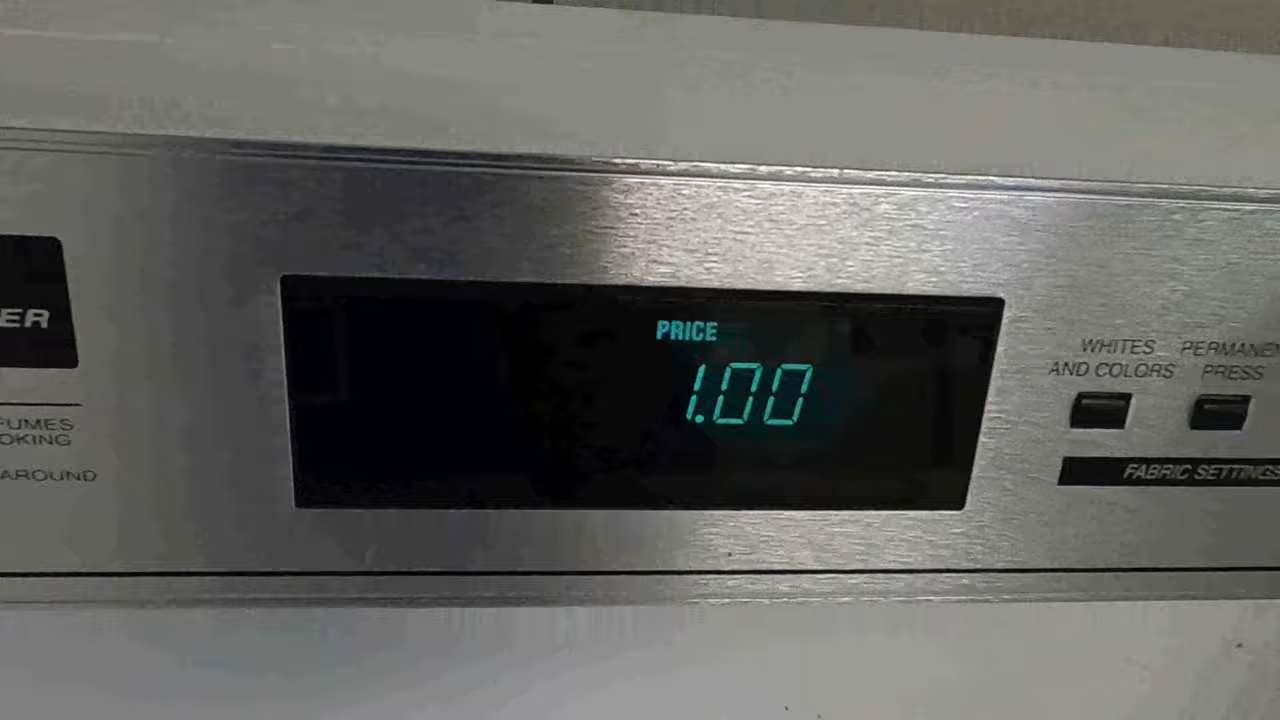 ER
FUMES
OKING
AROUND
PRICE
1.00
WHITES
AND COLORS
PERMANEN
PRESS
FABRIC SETTINGS